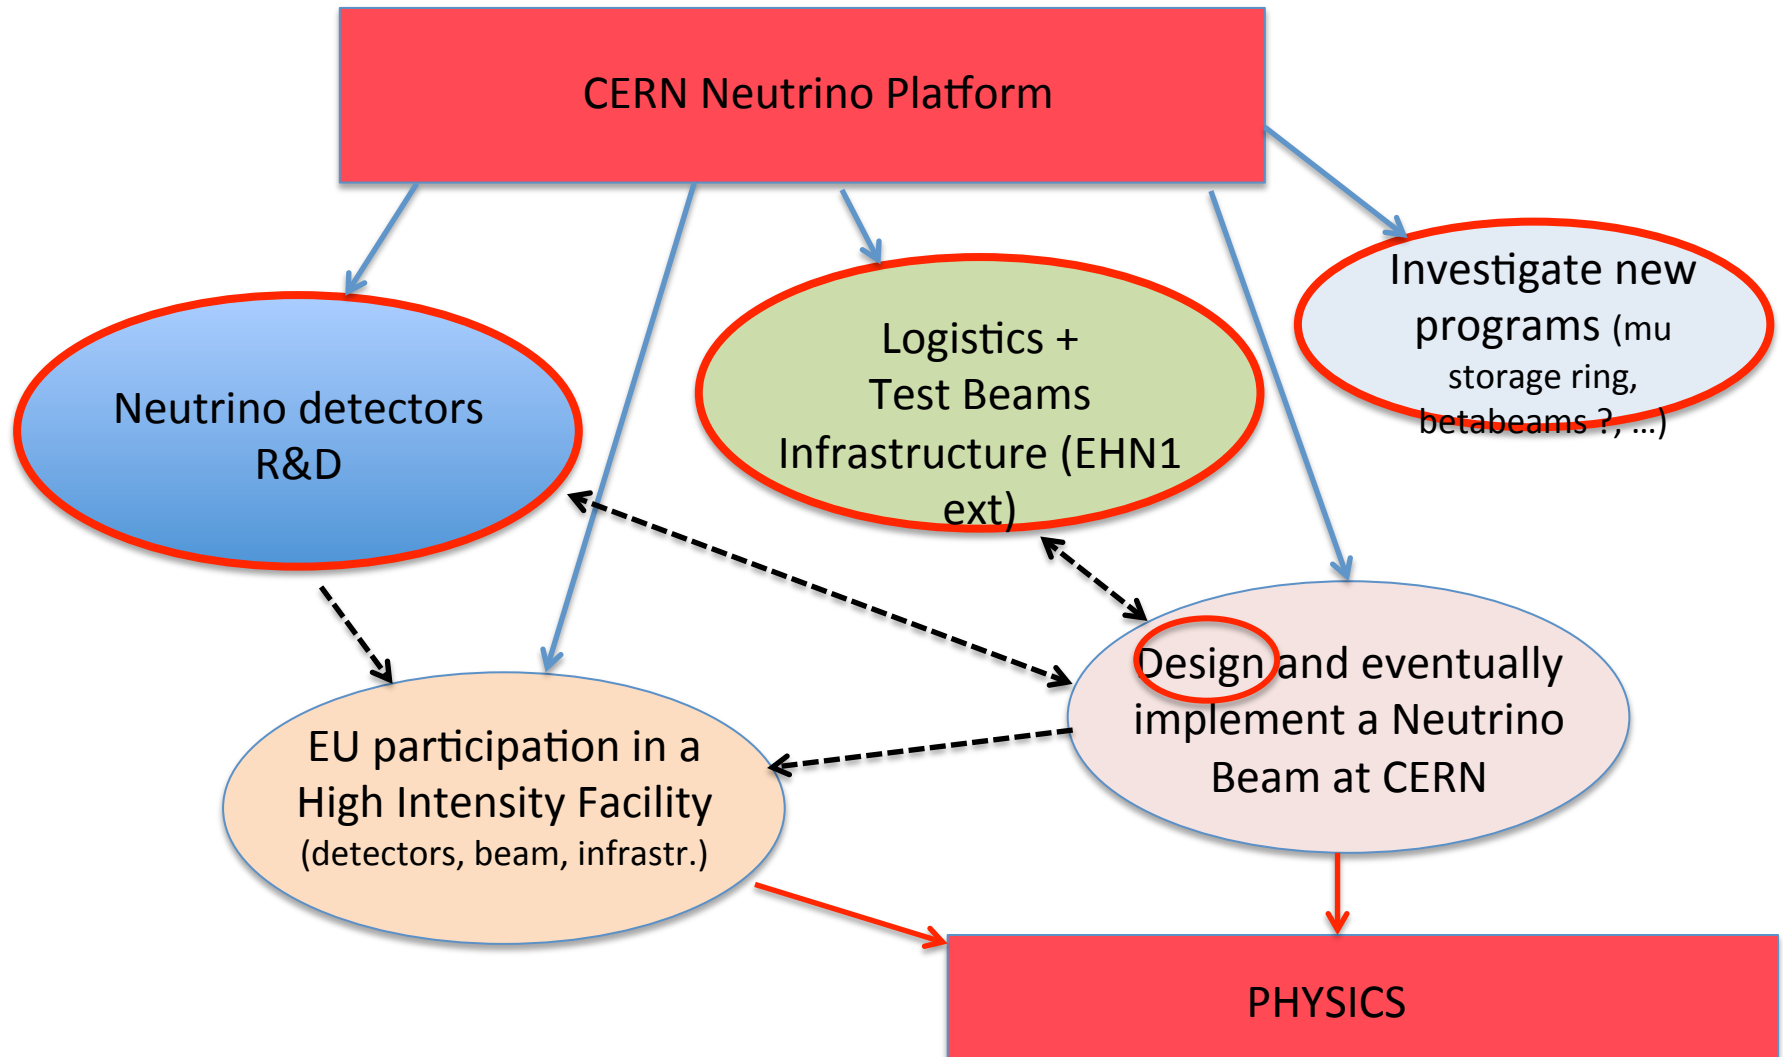 CERN Neutrino Platform
Investigate new
programs (mu
storage ring,
betabeams ?, ...)
Logistics +
Test Beams
Infrastructure (EHN1
ext)
Neutrino detectors
R&D
Design and eventually
implement a Neutrino
Beam at CERN
EU participation in a
High Intensity Facility
(detectors, beam, infrastr.)
PHYSICS